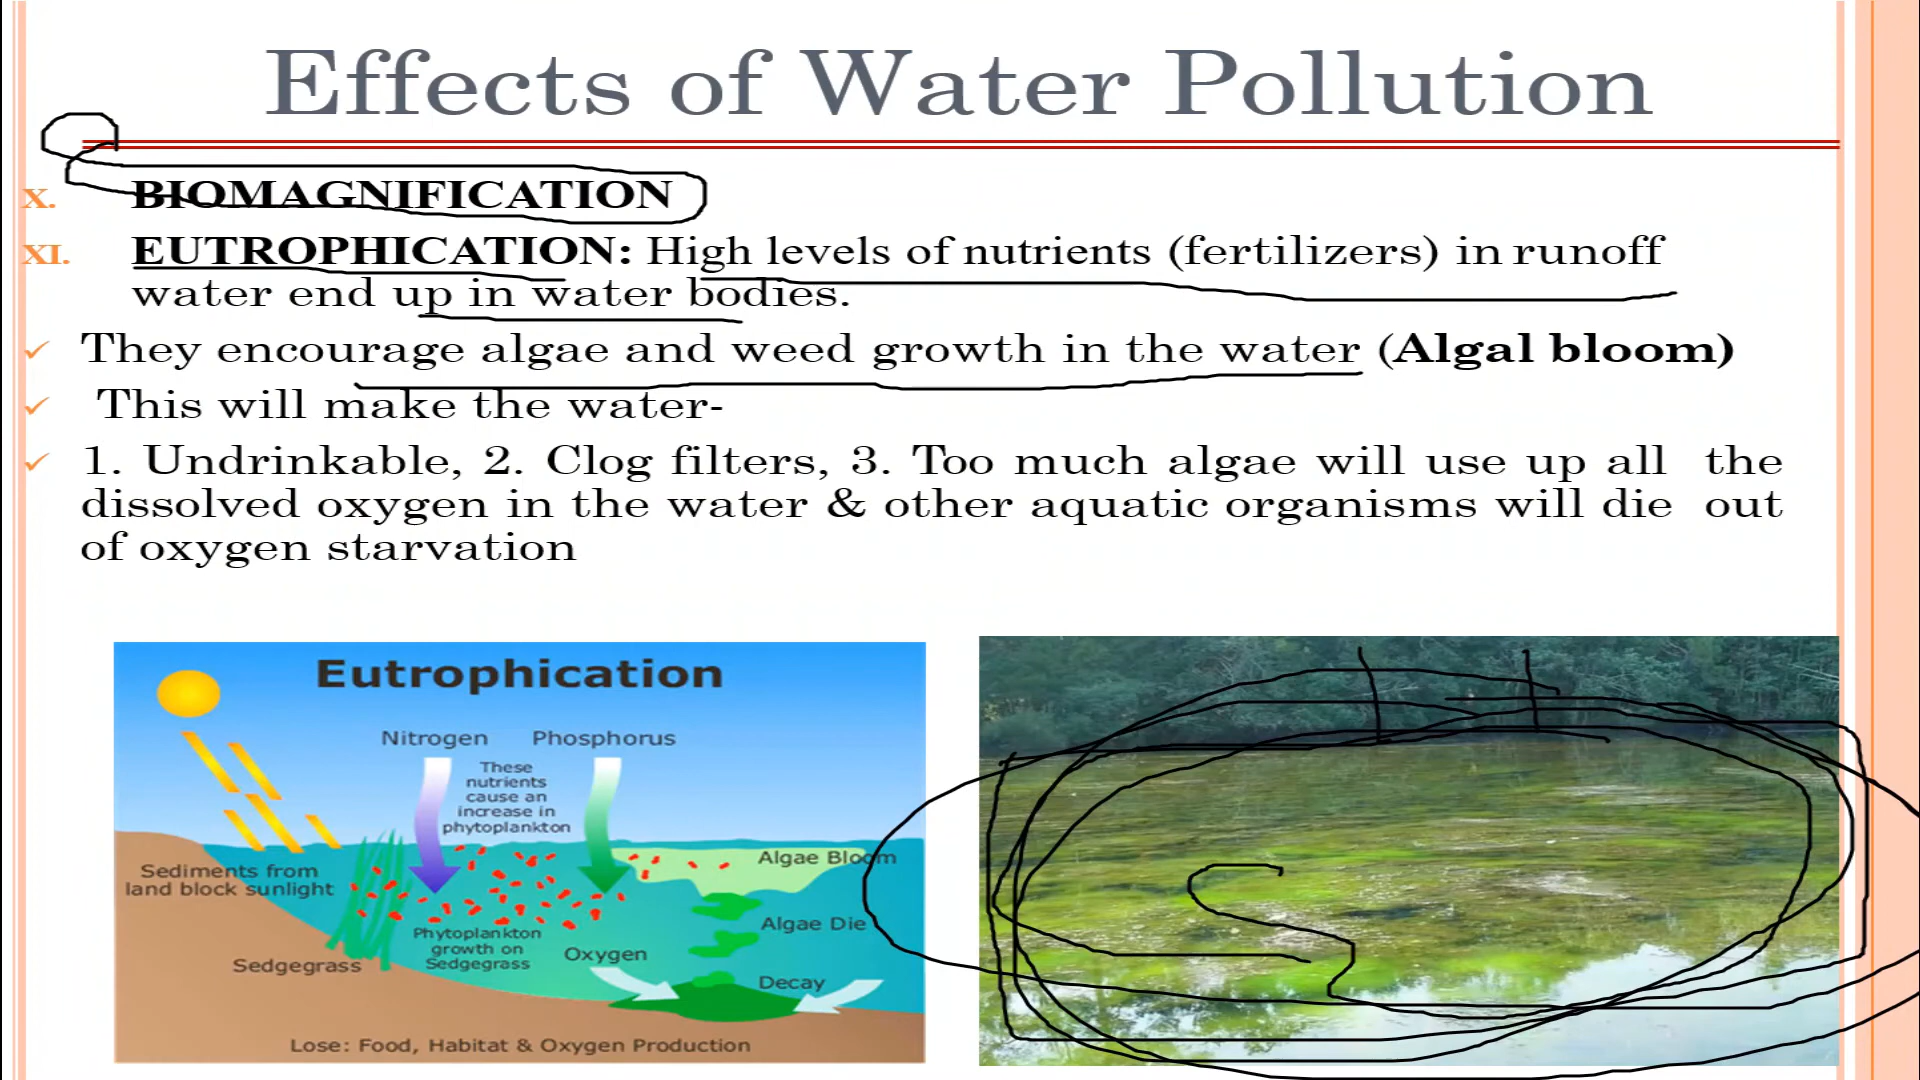 Effects of Water Pollution
X. BIOMAGNIFICATION
XI. EUTROPHICATION: High levels of nutrients (fertilizers) in runoff
water end up in water bodies.
✓ They encourage algae and weed growth in the water (Algal bloom)
✓ This will make the water-
✓ 1. Undrinkable, 2. Clog filters, 3. Too much algae will use up all the
dissolved oxygen in the water & other aquatic organisms will die out
of oxygen starvation
Eutrophication
Nitrogen Phosphorus
These
nutrients
cause an
increase in
phytoplankton
Sediments from
land block sunlight
Algae Bloom
Algae Die
Phytoplankton
growth on
Sedgegrass
Oxygen
Sedgegrass
Decay
Lose: Food, Habitat & Oxygen Production